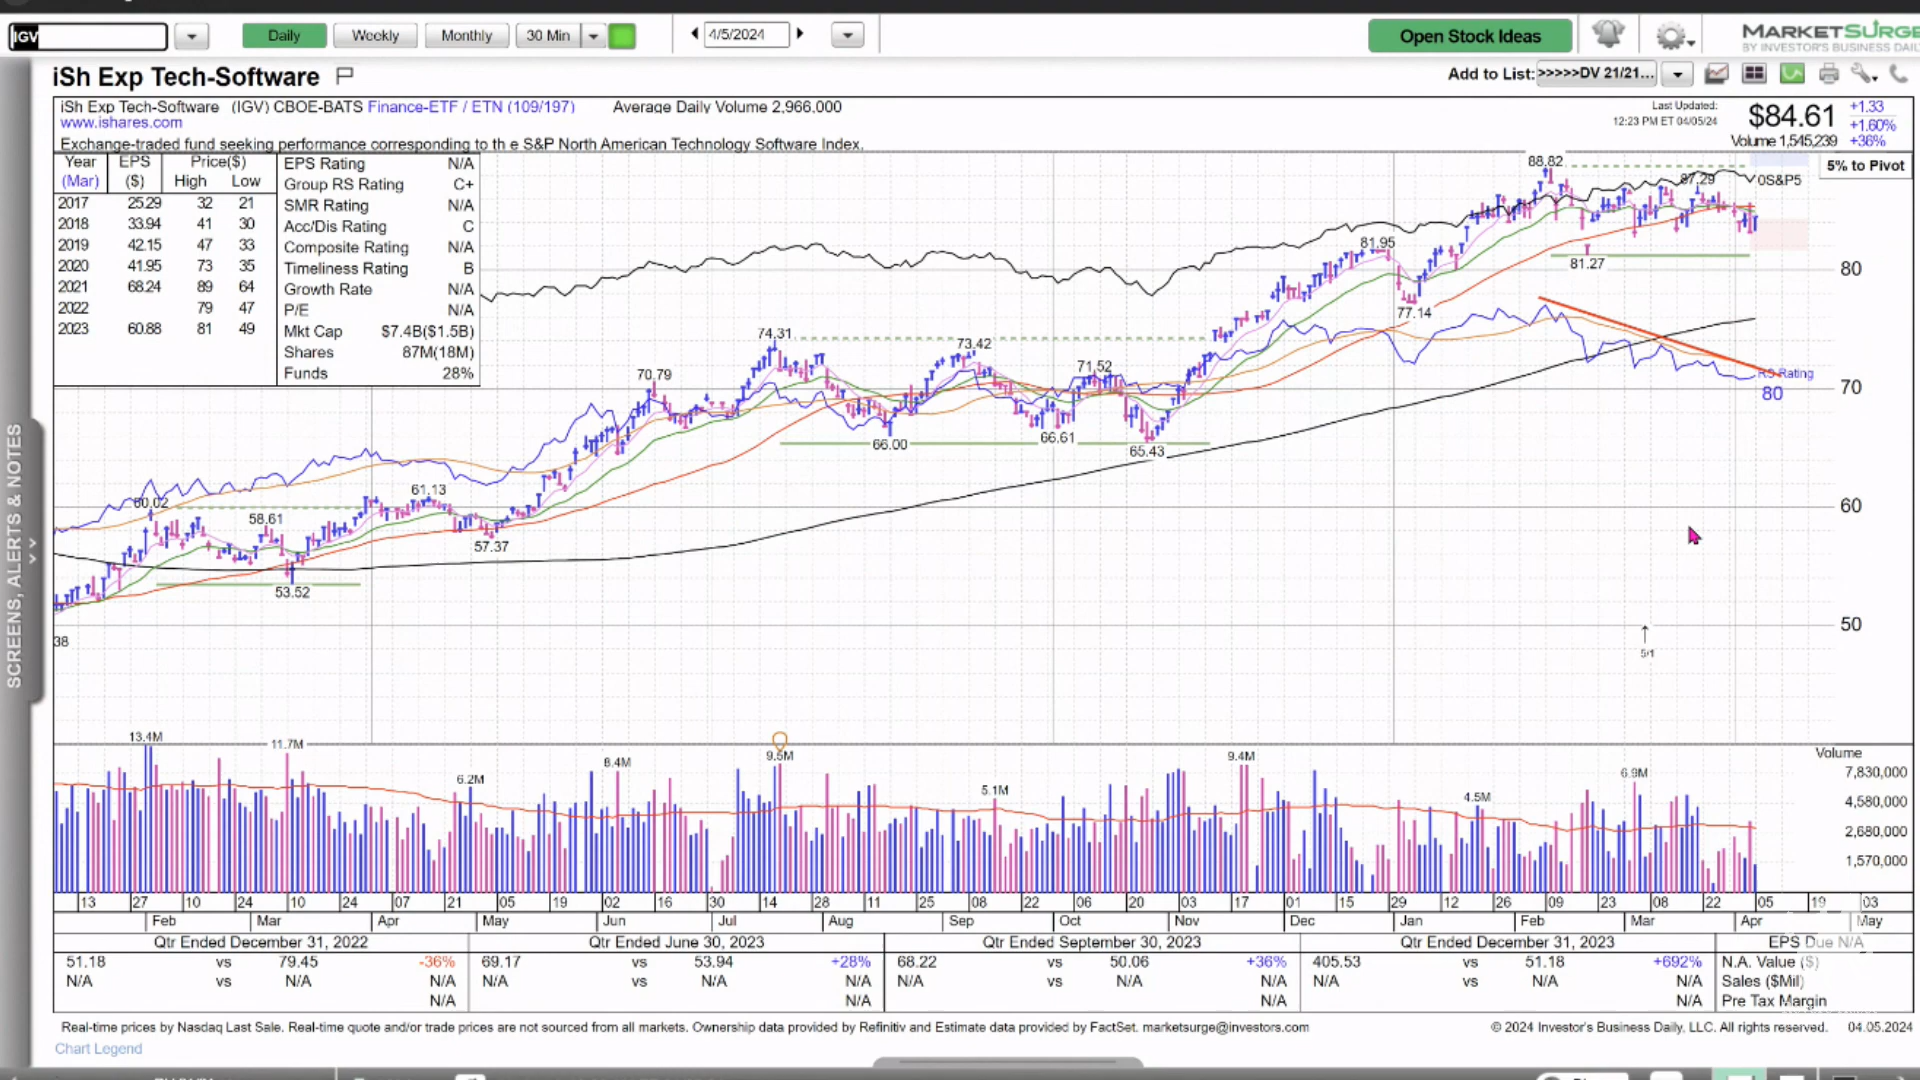 IGV
Daily
Weekly
Monthly
30 Min
4/5/2024
Open Stock Ideas
MARKETSURGE
BY INVESTOR'S BUSINESS DAILY
iSh Exp Tech-Software
Add to List: >>>>>DV 21/21...
iSh Exp Tech-Software (IGV) CBOE-BATS Finance-ETF / ETN (109/197) Average Daily Volume 2,966,000
www.ishares.com
Exchange-traded fund seeking performance corresponding to th e S&P North American Technology Software Index.
Last Updated:
12:23 PM ET 04/05/24
$84.61
+1.33
+1.60%
Volume 1,545,239 +36%
5% to Pivot
Year EPS Price($)
(Mar) ($) High Low
2017 25.29 32 21
2018 33.94 41 30
2019 42.15 47 33
2020 41.95 73 35
2021 68.24 89 64
2022 79 47
2023 60.88 81 49
EPS Rating N/A
Group RS Rating C+
SMR Rating N/A
Acc/Dis Rating C
Composite Rating N/A
Timeliness Rating B
Growth Rate N/A
P/E N/A
Mkt Cap $7.4B($1.5B)
Shares 87M(18M)
Funds 28%
88.82
87.29
0S&P5
81.95
81.27
80
77.14
74.31
73.42
71.52
70.79
RS Rating
80
70
66.00
66.61
65.43
61.13
60.02
58.61
60
57.37
53.52
50
38
5/1
SCREENS, ALERTS & NOTES
13.4M
11.7M
6.2M
8.4M
9.5M
5.1M
9.4M
4.5M
6.9M
Volume
7,830,000
4,580,000
2,680,000
1,570,000
13 27 10 24 10 24 07 21 05 19 02 16 30 14 28 11 25 08 22 06 20 03 17 01 15 29 12 26 09 23 08 22 05 19 03
Feb Mar Apr May Jun Jul Aug Sep Oct Nov Dec Jan Feb Mar Apr May
Qtr Ended December 31, 2022 Qtr Ended June 30, 2023 Qtr Ended September 30, 2023 Qtr Ended December 31, 2023 EPS Due N/A
51.18 vs 79.45 -36% 69.17 vs 53.94 +28% 68.22 vs 50.06 +36% 405.53 vs 51.18 +692% N.A. Value ($)
N/A vs N/A N/A N/A vs N/A N/A N/A vs N/A N/A N/A vs N/A N/A Sales ($Mil)
N/A N/A N/A N/A Pre Tax Margin
Real-time prices by Nasdaq Last Sale. Real-time quote and/or trade prices are not sourced from all markets. Ownership data provided by Refinitiv and Estimate data provided by FactSet. marketsurge@investors.com
© 2024 Investor's Business Daily, LLC. All rights reserved. 04.05.2024
Chart Legend